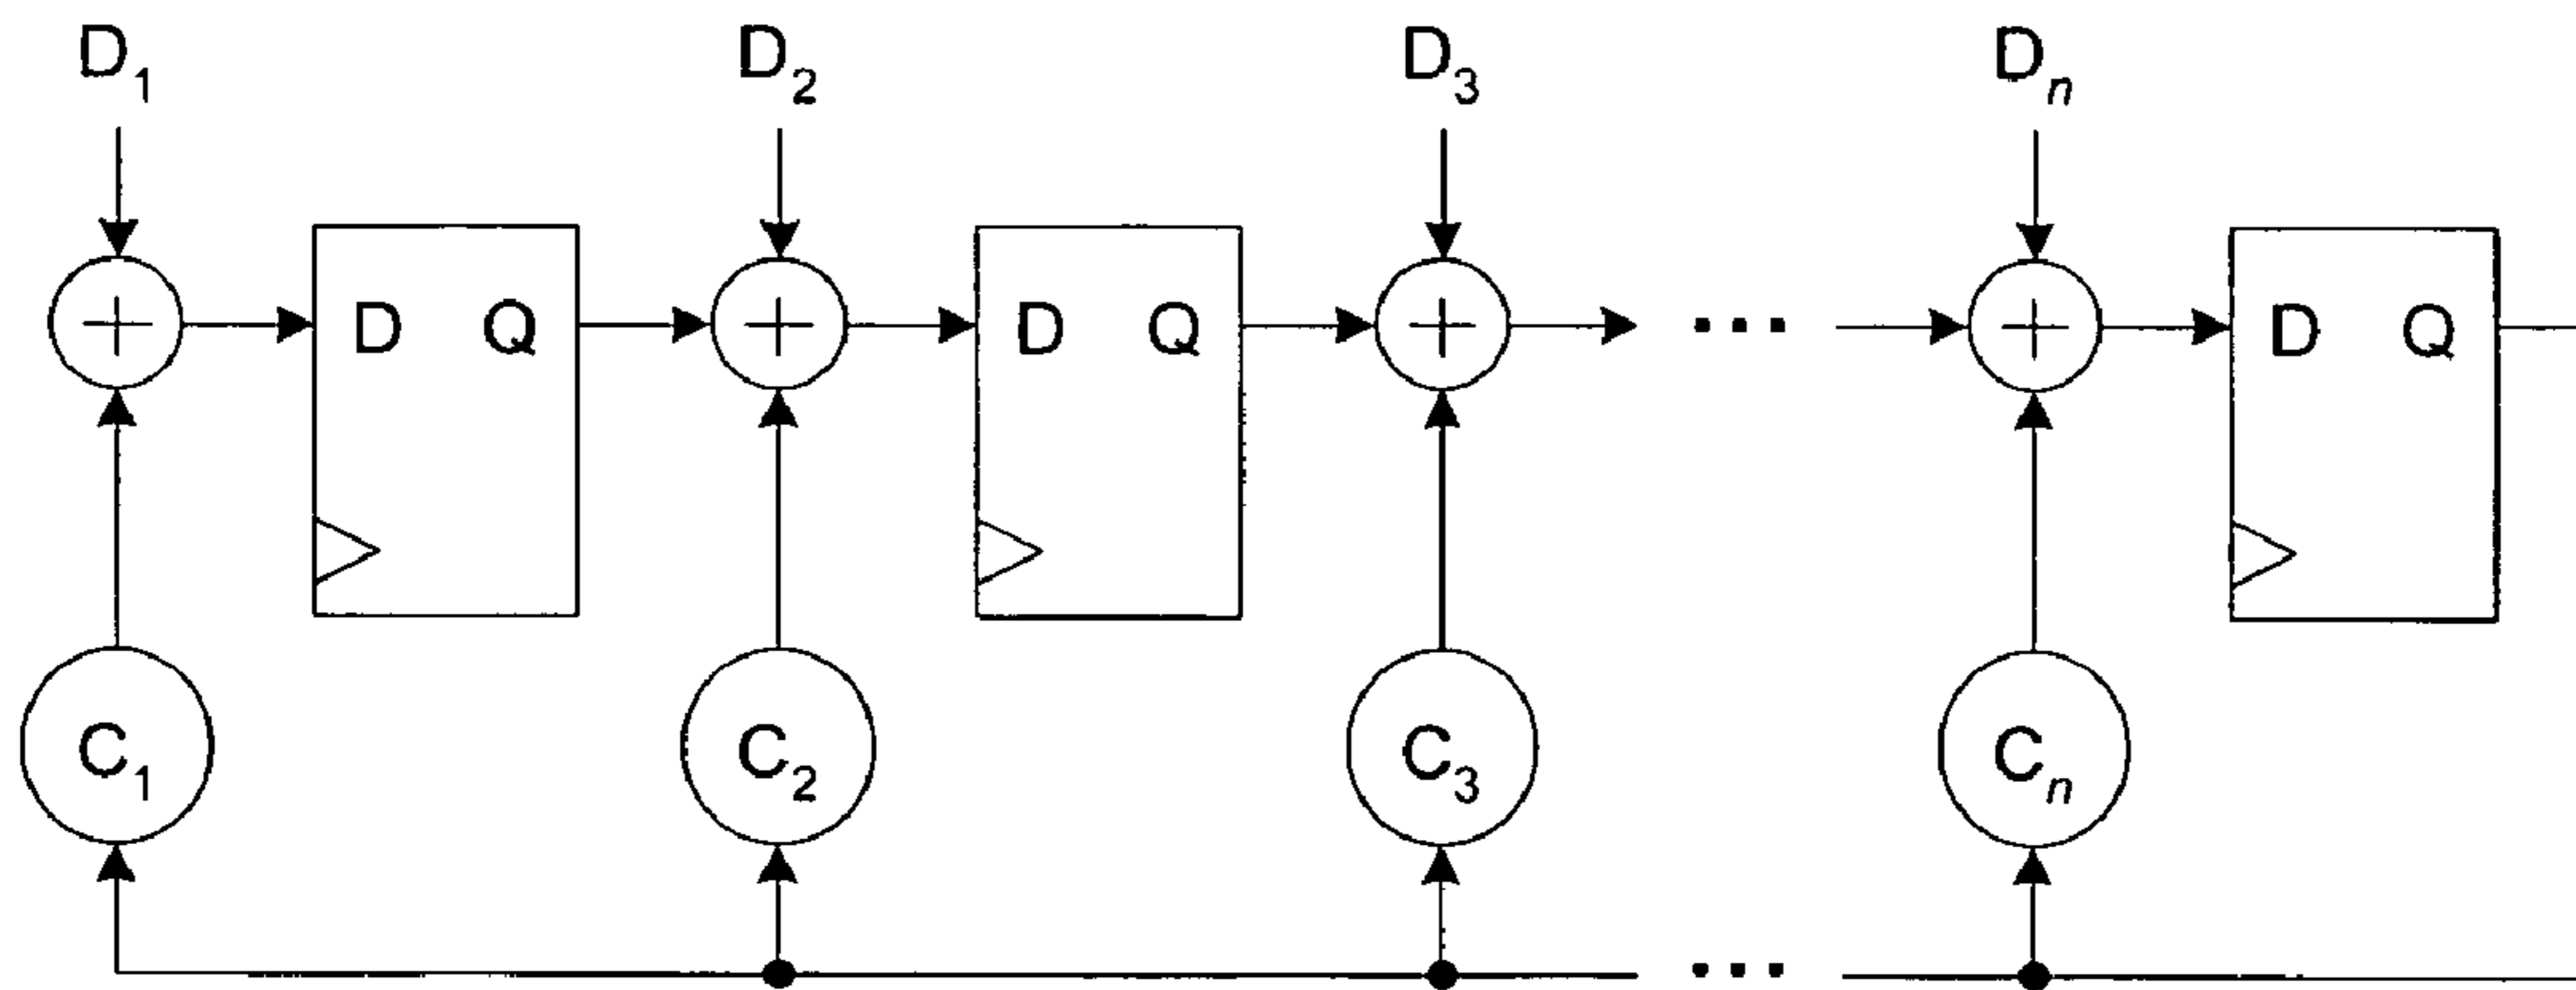 D₁ D₂ D₃ Dₙ
D Q D Q ... D Q
C₁ C₂ C₃ Cₙ
...